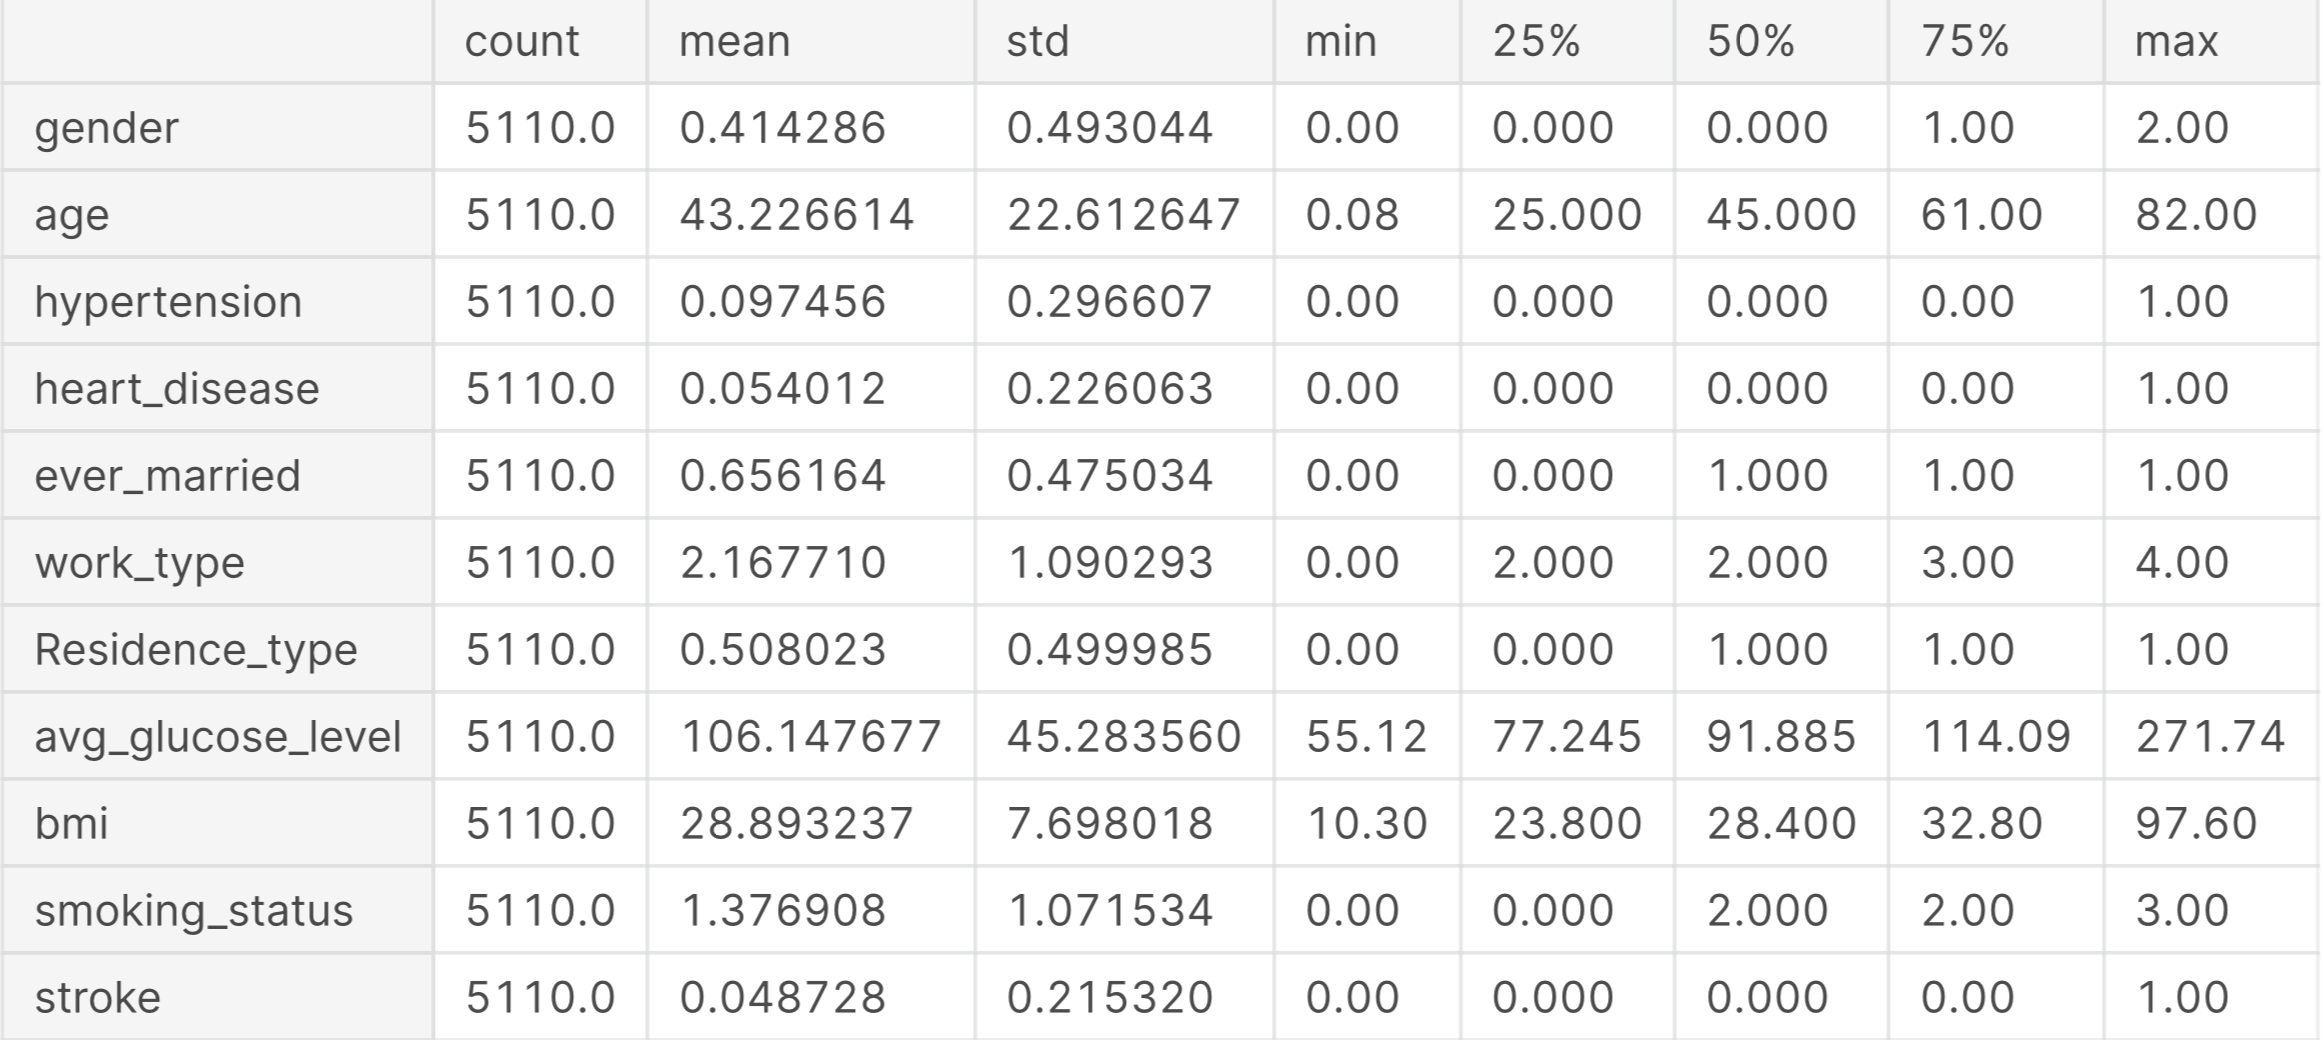 count mean std min 25% 50% 75% max
gender 5110.0 0.414286 0.493044 0.00 0.000 0.000 1.00 2.00
age 5110.0 43.226614 22.612647 0.08 25.000 45.000 61.00 82.00
hypertension 5110.0 0.097456 0.296607 0.00 0.000 0.000 0.00 1.00
heart_disease 5110.0 0.054012 0.226063 0.00 0.000 0.000 0.00 1.00
ever_married 5110.0 0.656164 0.475034 0.00 0.000 1.000 1.00 1.00
work_type 5110.0 2.167710 1.090293 0.00 2.000 2.000 3.00 4.00
Residence_type 5110.0 0.508023 0.499985 0.00 0.000 1.000 1.00 1.00
avg_glucose_level 5110.0 106.147677 45.283560 55.12 77.245 91.885 114.09 271.74
bmi 5110.0 28.893237 7.698018 10.30 23.800 28.400 32.80 97.60
smoking_status 5110.0 1.376908 1.071534 0.00 0.000 2.000 2.00 3.00
stroke 5110.0 0.048728 0.215320 0.00 0.000 0.000 0.00 1.00